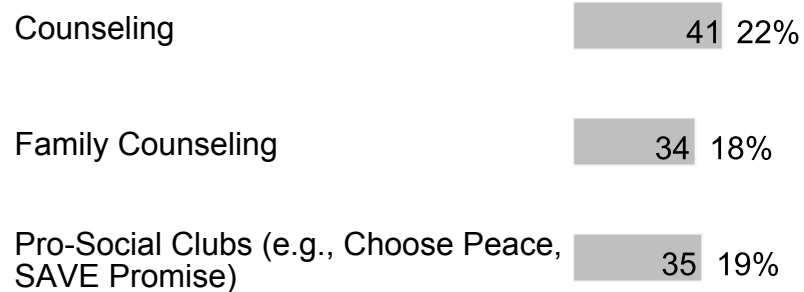 Counseling 41 22%
Family Counseling 34 18%
Pro-Social Clubs (e.g., Choose Peace,
SAVE Promise) 35 19%